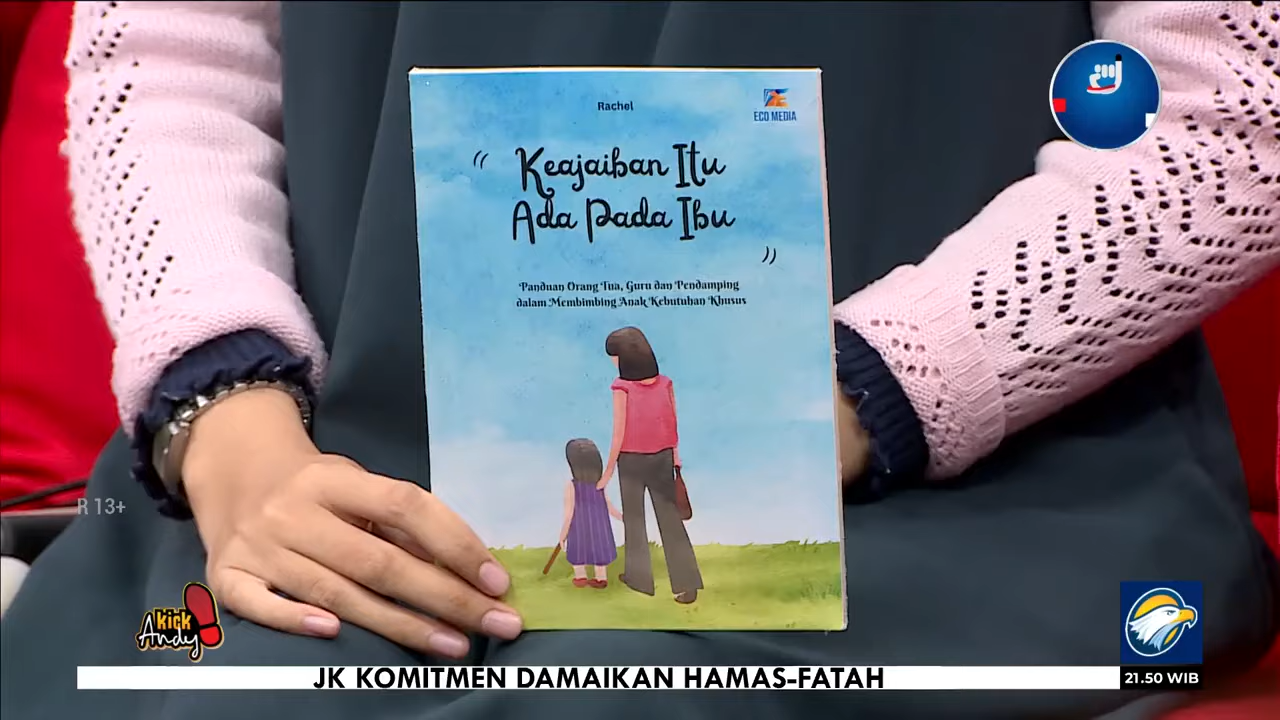 Rachel
ECO MEDIA
“ Keajaiban Itu
Ada Pada Ibu ”
Panduan Orang Tua, Guru dan Pendamping
dalam Membimbing Anak Kebutuhan Khusus
R 13+
kick
Andy
JK KOMITMEN DAMAIKAN HAMAS-FATAH
21.50 WIB